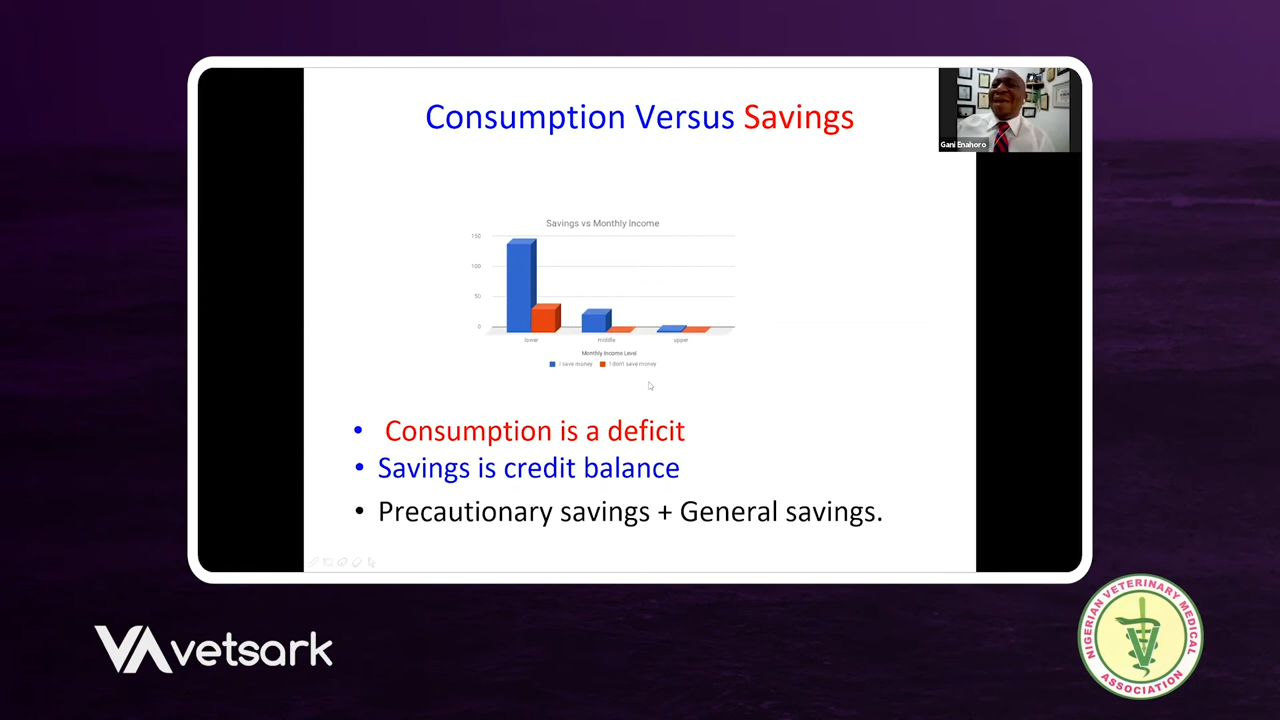 Consumption Versus Savings
Gani Enahoro
Savings vs Monthly Income
150
100
50
0
lower
middle
upper
Monthly Income Level
I save money
I don't save money
• Consumption is a deficit
• Savings is credit balance
• Precautionary savings + General savings.
VA vetsark
NIGERIAN VETERINARY MEDICAL
ASSOCIATION